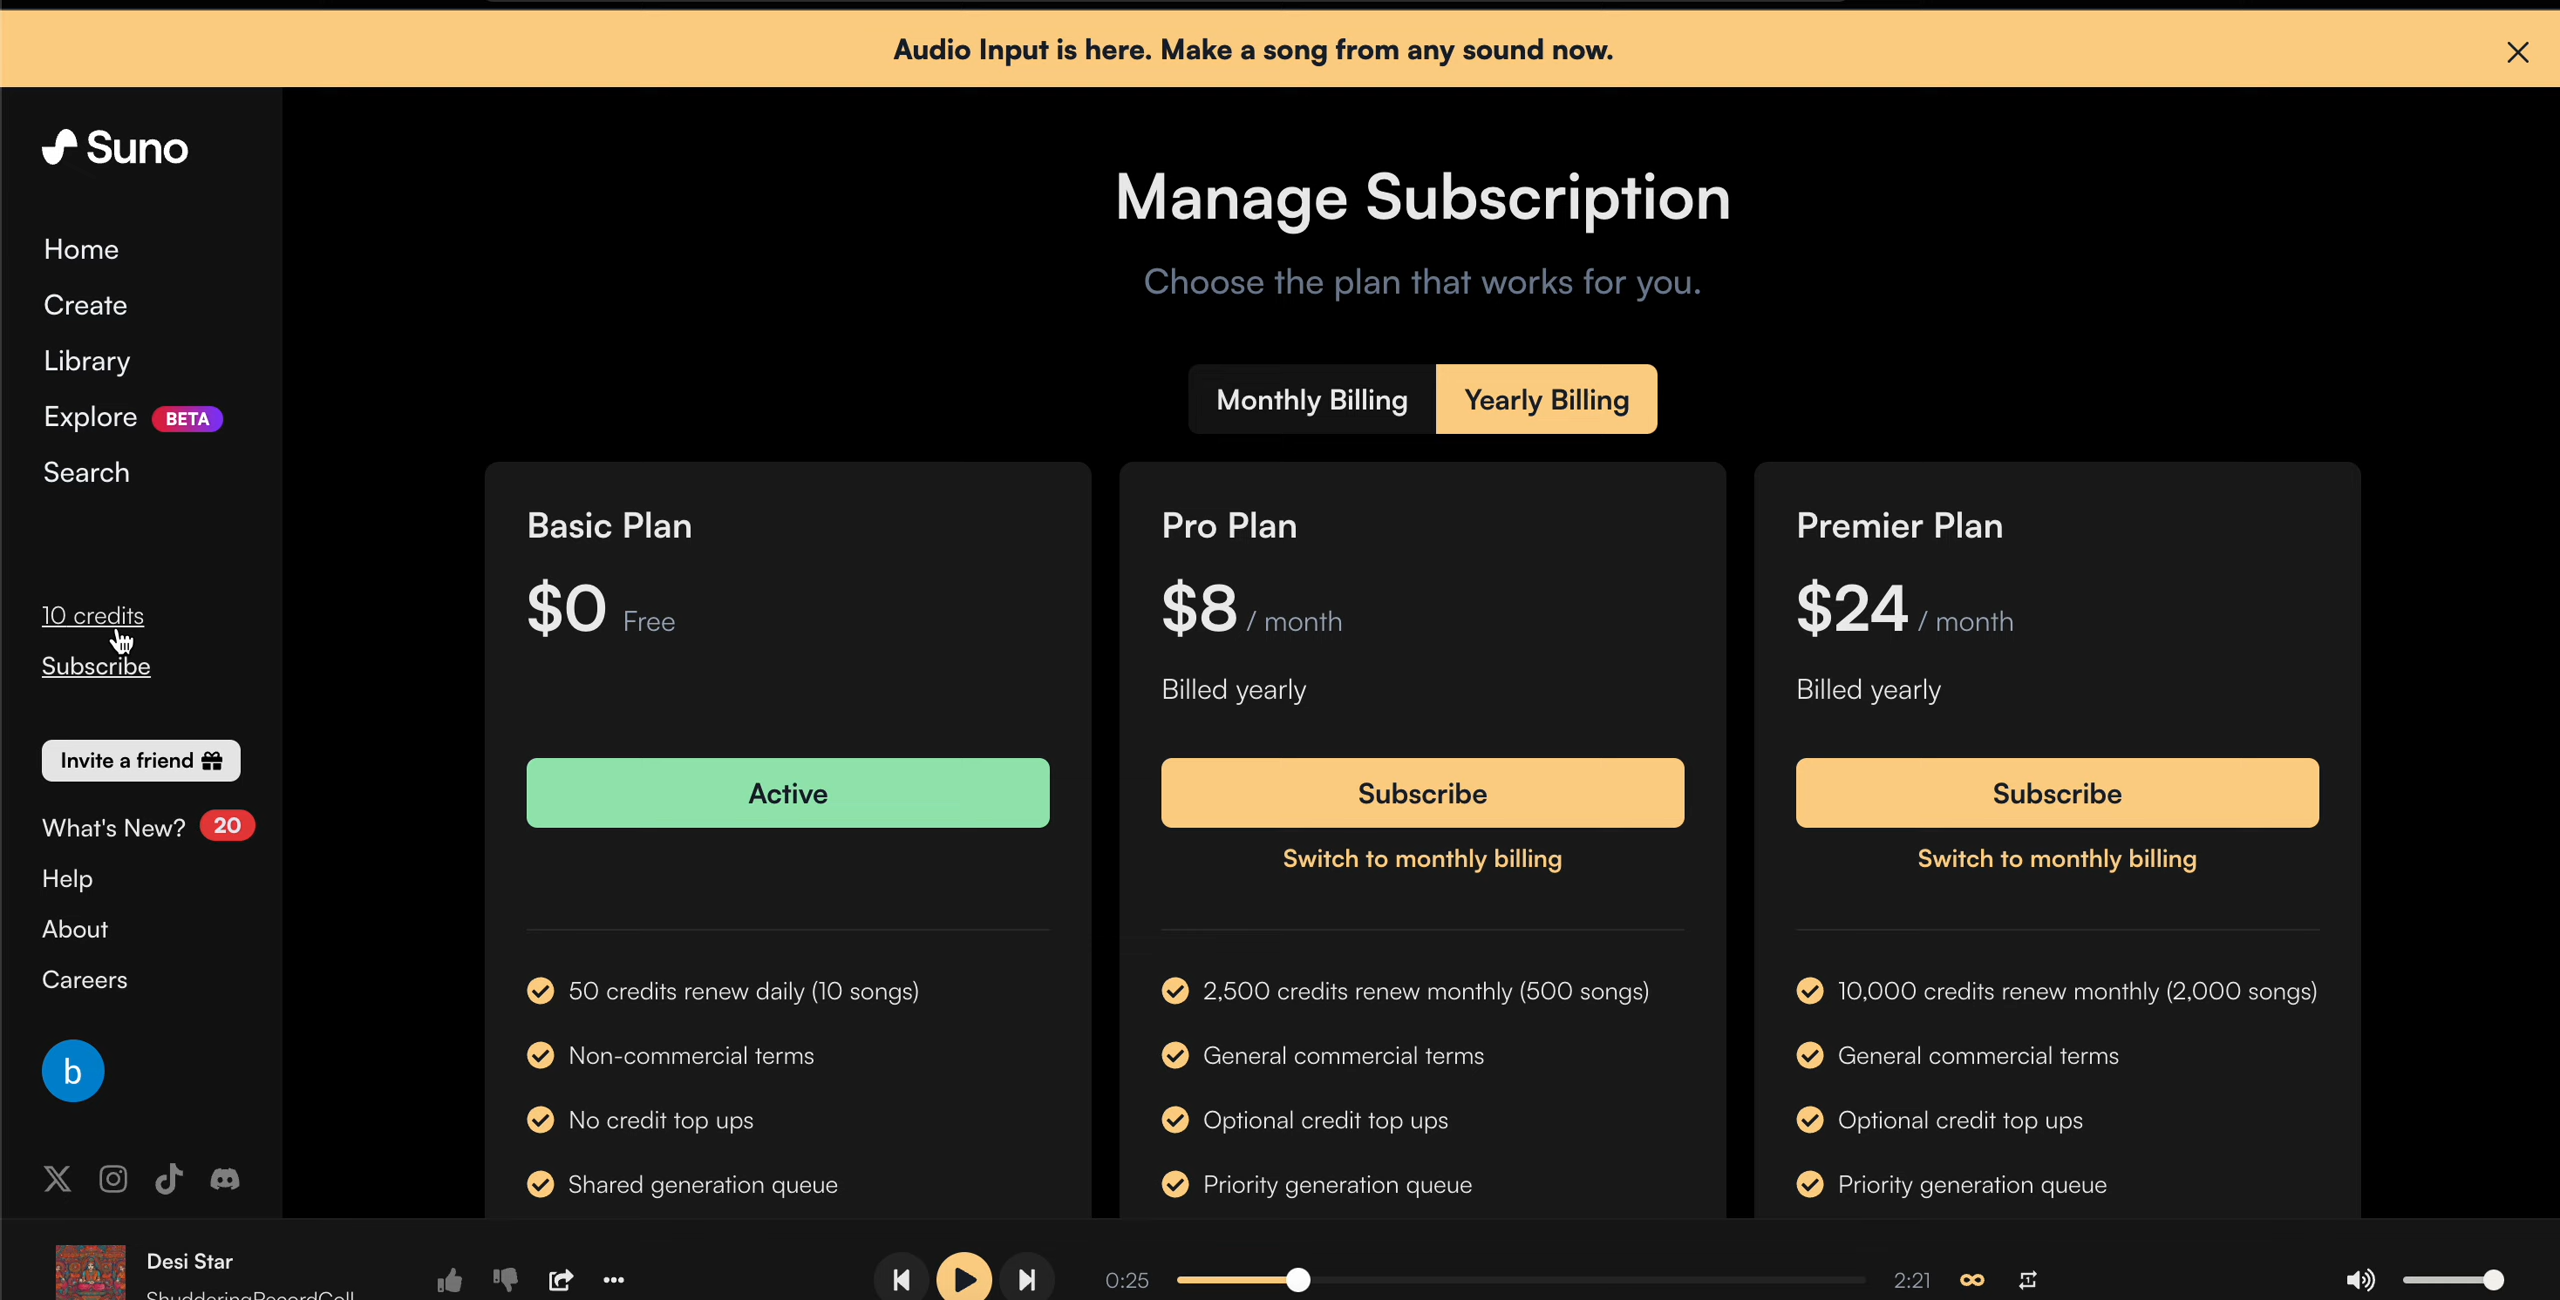 Audio Input is here. Make a song from any sound now.
Suno
Home
Create
Library
Explore BETA
Search
10 credits
Subscribe
Invite a friend
What's New? 20
Help
About
Careers
b
Manage Subscription
Choose the plan that works for you.
Monthly Billing Yearly Billing
Basic Plan
$0 Free
Active
50 credits renew daily (10 songs)
Non-commercial terms
No credit top ups
Shared generation queue
Pro Plan
$8 / month
Billed yearly
Subscribe
Switch to monthly billing
2,500 credits renew monthly (500 songs)
General commercial terms
Optional credit top ups
Priority generation queue
Premier Plan
$24 / month
Billed yearly
Subscribe
Switch to monthly billing
10,000 credits renew monthly (2,000 songs)
General commercial terms
Optional credit top ups
Priority generation queue
Desi Star
0:25 2:21